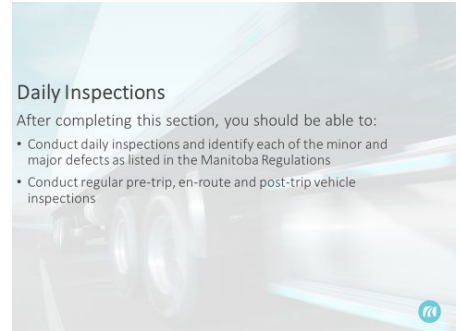 Daily Inspections
After completing this section, you should be able to:
• Conduct daily inspections and identify each of the minor and
major defects as listed in the Manitoba Regulations
• Conduct regular pre-trip, en-route and post-trip vehicle
inspections